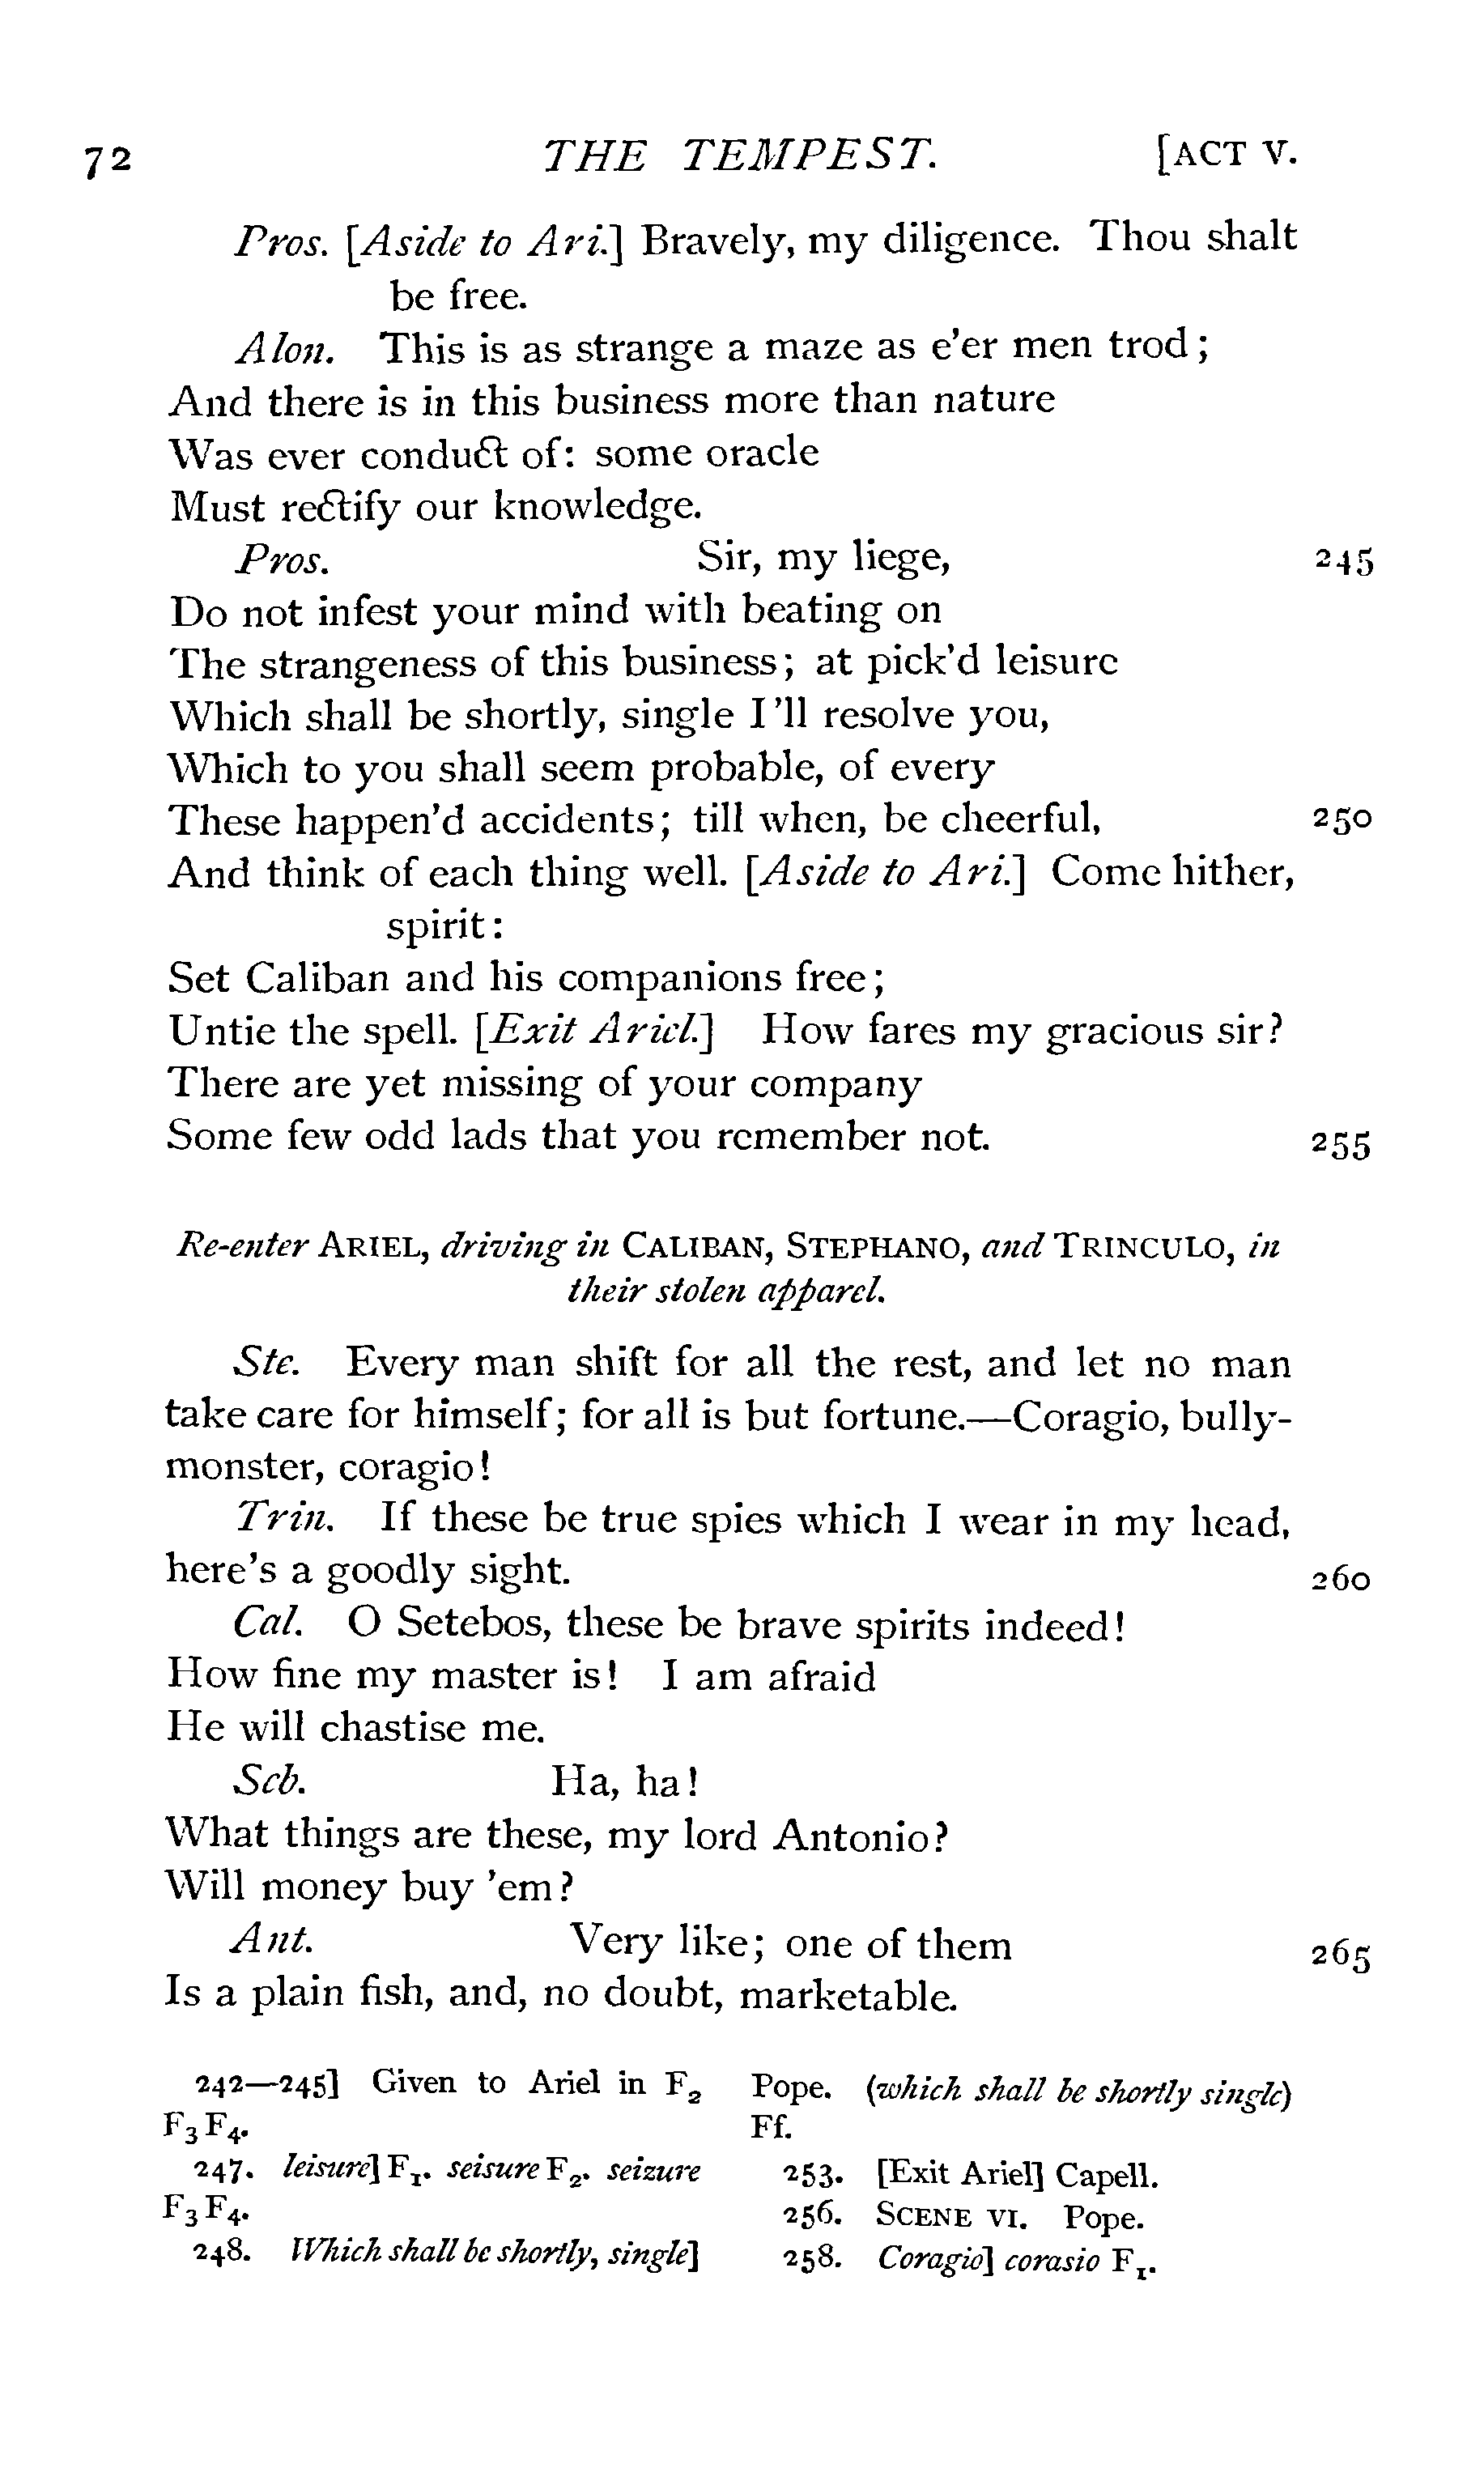 72 THE TEMPEST. [ACT V.
Pros. [Aside to Ari.] Bravely, my diligence. Thou shalt
be free.
Alon. This is as strange a maze as e'er men trod;
And there is in this business more than nature
Was ever conduct of: some oracle
Must rectify our knowledge.
Pros. Sir, my liege, 245
Do not infest your mind with beating on
The strangeness of this business; at pick'd leisure
Which shall be shortly, single I'll resolve you,
Which to you shall seem probable, of every
These happen'd accidents; till when, be cheerful, 250
And think of each thing well. [Aside to Ari.] Come hither,
spirit:
Set Caliban and his companions free;
Untie the spell. [Exit Ariel.] How fares my gracious sir?
There are yet missing of your company
Some few odd lads that you remember not. 255
Re-enter ARIEL, driving in CALIBAN, STEPHANO, and TRINCULO, in
their stolen apparel.
Ste. Every man shift for all the rest, and let no man
take care for himself; for all is but fortune.—Coragio, bully-
monster, coragio!
Trin. If these be true spies which I wear in my head,
here's a goodly sight. 260
Cal. O Setebos, these be brave spirits indeed!
How fine my master is! I am afraid
He will chastise me.
Seb. Ha, ha!
What things are these, my lord Antonio?
Will money buy 'em?
Ant. Very like; one of them 265
Is a plain fish, and, no doubt, marketable.
242—245] Given to Ariel in F2
F3 F4.
247. leisure] F1. seisure F2. seizure
F3 F4.
248. Which shall be shortly, single]
Pope. (which shall be shortly single)
Ff.
253. [Exit Ariel] Capell.
256. SCENE VI. Pope.
258. Coragio] corasio F1.